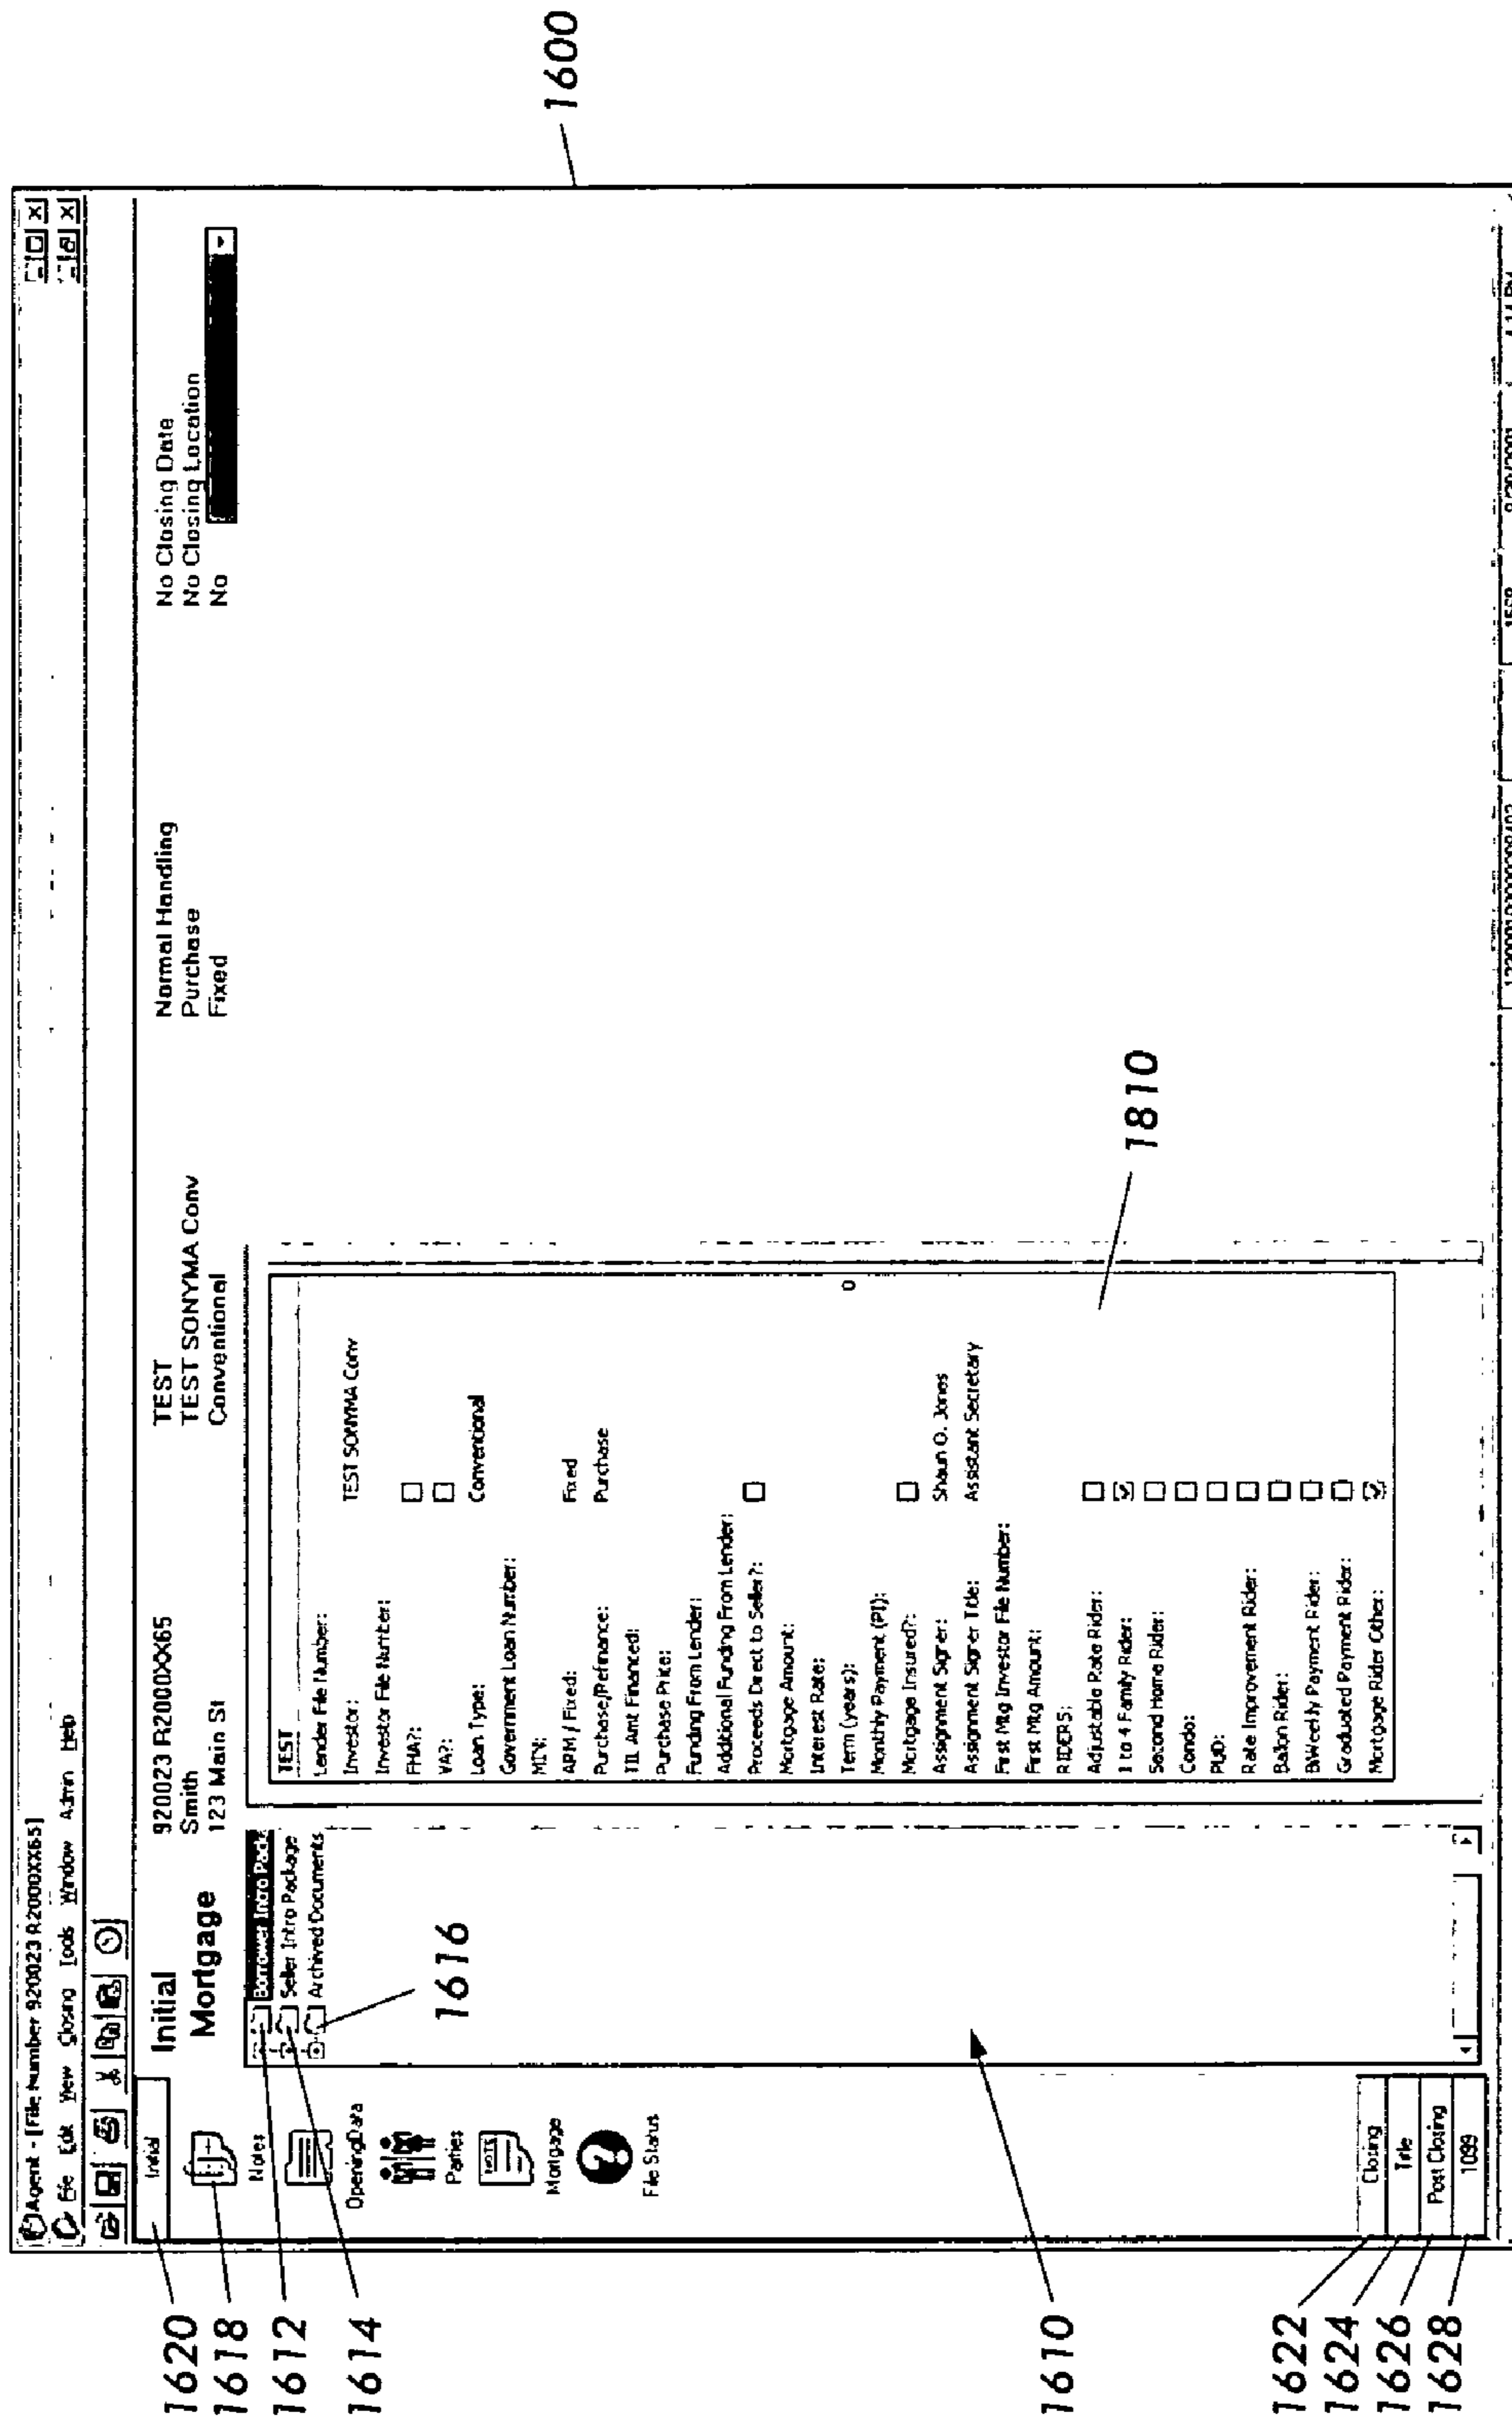 Agent - [File Number 920023 R2000XX65]
File Edit View Closing Tools Window Admin Help
Initial
Initial
Mortgage
920023 R2000XX65
Smith
123 Main St
TEST
TEST SONYMA Conv
Conventional
Normal Handling
Purchase
Fixed
No Closing Date
No Closing Location
No
Notes
OpeningData
Parties
NOTE
Mortgage
File Status
Closing
Title
Post Closing
1099
Borrower Intro Pack
Seller Intro Package
Archived Documents
TEST
Lender File Number:
Investor: TEST SONYMA Conv
Investor File Number:
FHA?:
VA?:
Loan Type: Conventional
Government Loan Number:
MIN:
ARM / Fixed: Fixed
Purchase/Refinance: Purchase
TIL Amt Financed:
Purchase Price:
Funding From Lender:
Additional Funding From Lender:
Proceeds Direct to Seller?:
Mortgage Amount:
Interest Rate:
Term (years): 0
Monthly Payment (PI):
Mortgage Insured?:
Assignment Signer: Shaun O. Jones
Assignment Signer Title: Assistant Secretary
First Mtg Investor File Number:
First Mtg Amount:
RIDERS:
Adjustable Rate Rider:
1 to 4 Family Rider:
Second Home Rider:
Condo:
PUD:
Rate Improvement Rider:
Ballon Rider:
BiWeekly Payment Rider:
Graduated Payment Rider:
Mortgage Rider Other:
1568
4:14 PM
1600
1810
1616
1620
1618
1612
1614
1610
1622
1624
1626
1628